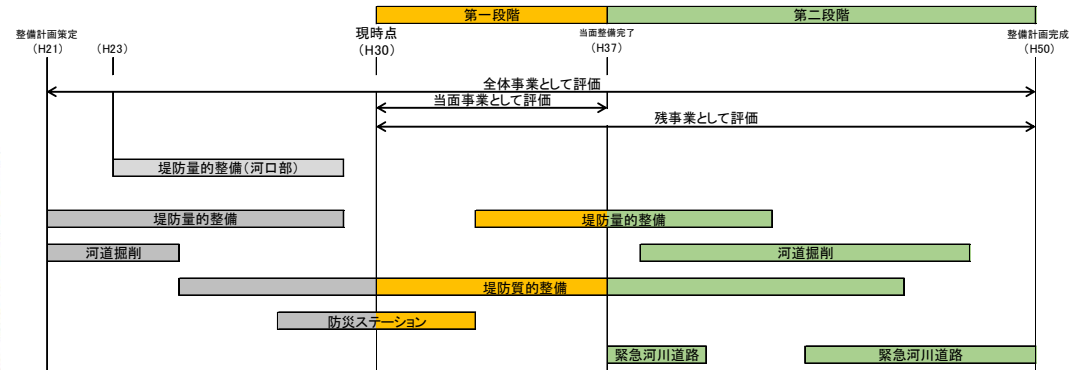 第一段階
第二段階
整備計画策定
(H21)
(H23)
現時点
(H30)
当面整備完了
(H37)
整備計画完成
(H50)
全体事業として評価
当面事業として評価
残事業として評価
堤防量的整備(河口部)
堤防量的整備
堤防量的整備
河道掘削
河道掘削
堤防質的整備
防災ステーション
緊急河川道路
緊急河川道路